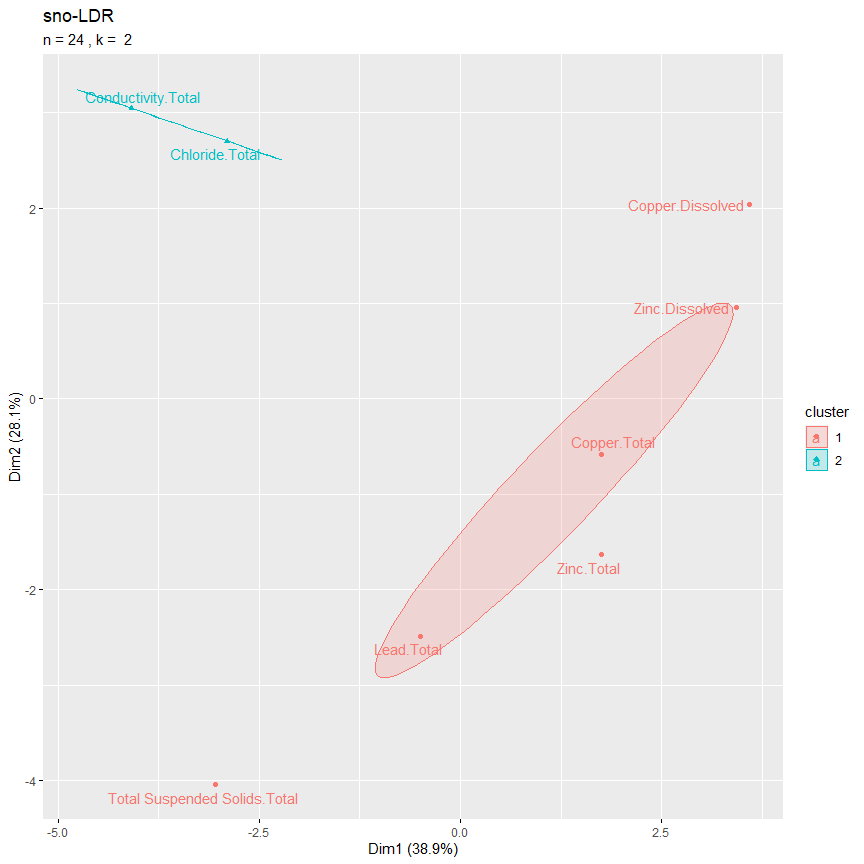 sno-LDR
n = 24 , k =  2
Conductivity.Total
Chloride.Total
Copper.Dissolved
2
Zinc.Dissolved
Dim2 (28.1%)
0
cluster
Copper.Total
a 1
a 2
Zinc.Total
-2
Lead.Total
-4
Total Suspended Solids.Total
-5.0
-2.5
0.0
2.5
Dim1 (38.9%)